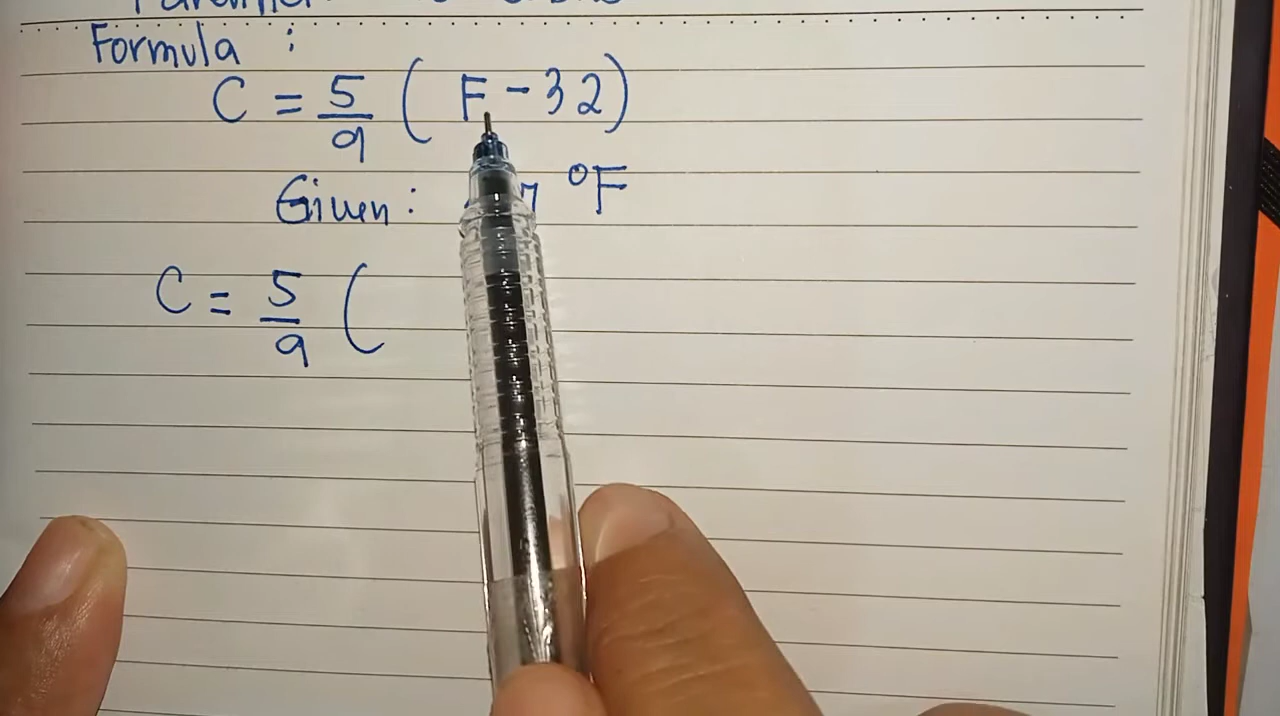 Formula :
C = 5/9 ( F - 32)
Given: °F
C = 5/9 (